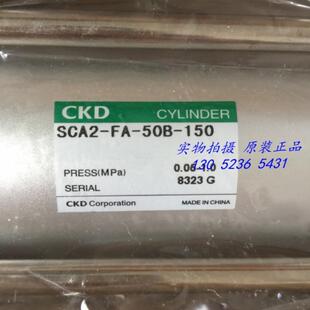 CKD CYLINDER
SCA2-FA-50B-150
实物拍摄 原装正品
130 5236 5431
PRESS(MPa) 0.05-1.0
SERIAL 8323 G
CKD Corporation MADE IN CHINA